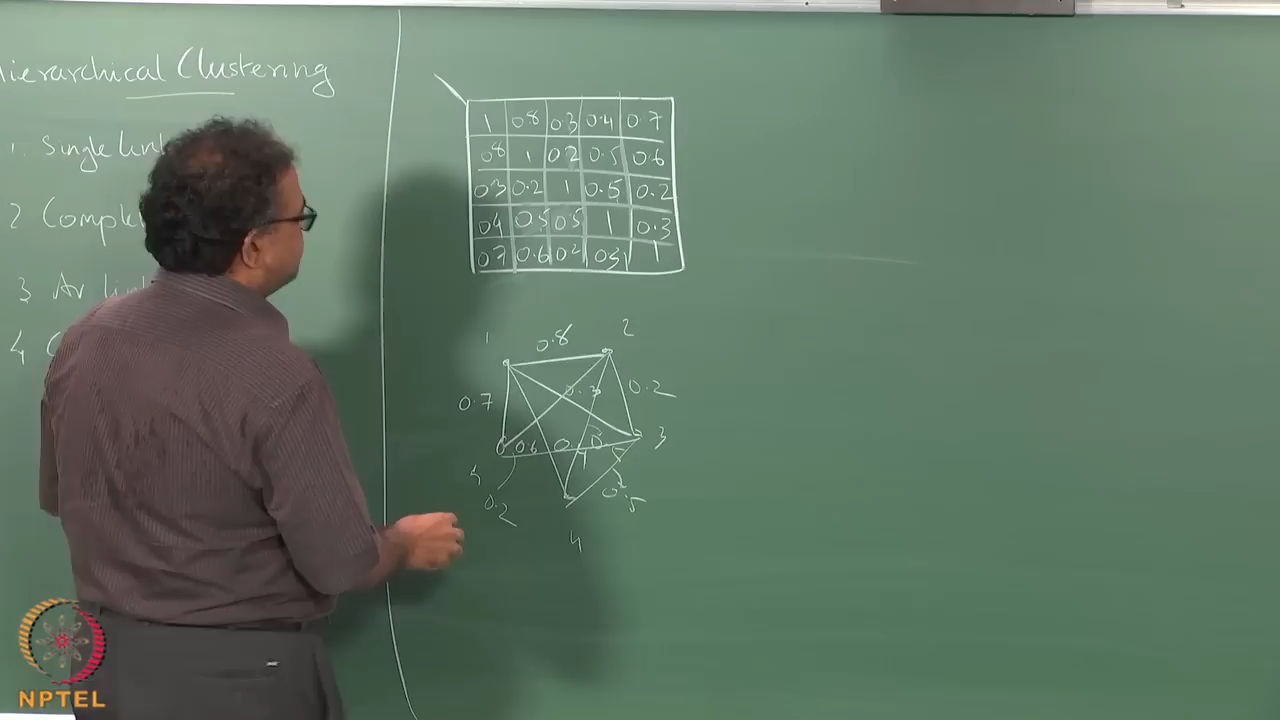 Hierarchical Clustering
1. Single
2 Comple
3 Av
4
1 0.8 0.3 0.4 0.7
0.8 1 0.2 0.5 0.6
0.3 0.2 1 0.5 0.2
0.4 0.5 0.5 1 0.3
0.7 0.6 0.2 0.3 1
1 0.8 2
0.7 0.3 0.2
0.6 3
0.2 0.5
4
NPTEL